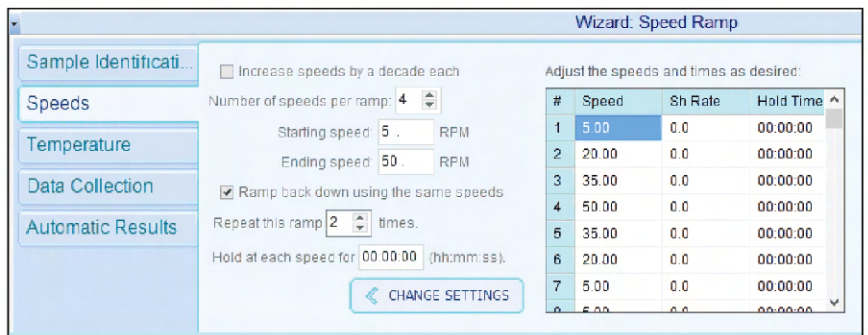 Wizard: Speed Ramp
Sample Identificati...
Speeds
Temperature
Data Collection
Automatic Results
Increase speeds by a decade each
Number of speeds per ramp: 4
Starting speed: 5 . RPM
Ending speed: 50 . RPM
Ramp back down using the same speeds
Repeat this ramp 2 times.
Hold at each speed for 00:00:00 (hh:mm:ss).
CHANGE SETTINGS
Adjust the speeds and times as desired:
# Speed Sh Rate Hold Time
1 5.00 0.0 00:00:00
2 20.00 0.0 00:00:00
3 35.00 0.0 00:00:00
4 50.00 0.0 00:00:00
5 35.00 0.0 00:00:00
6 20.00 0.0 00:00:00
7 5.00 0.0 00:00:00